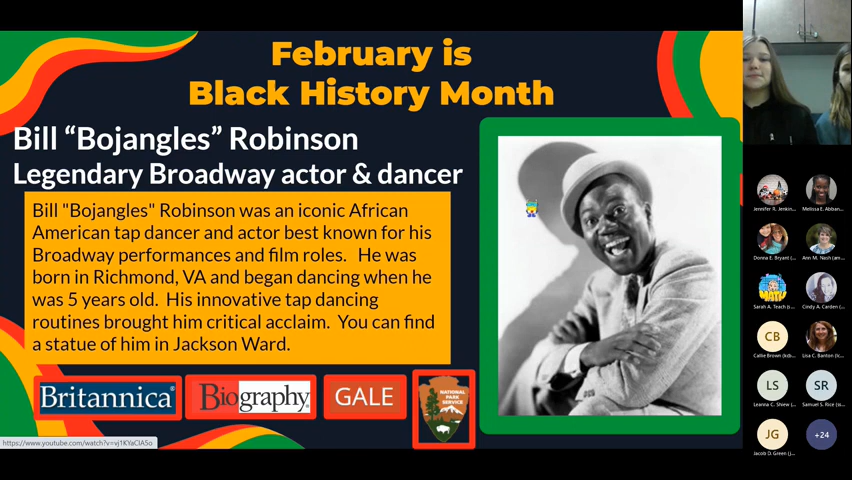 February is
Black History Month
Bill “Bojangles” Robinson
Legendary Broadway actor & dancer
Bill "Bojangles" Robinson was an iconic African
American tap dancer and actor best known for his
Broadway performances and film roles. He was
born in Richmond, VA and began dancing when he
was 5 years old. His innovative tap dancing
routines brought him critical acclaim. You can find
a statue of him in Jackson Ward.
Britannica®
Biography
GALE
NATIONAL
PARK
SERVICE
https://www.youtube.com/watch?v=vj1KYaCIASo
Jennifer R. Jenkin...
Melissa E. Abban...
Donna E. Bryant (...
Ann M. Nash (am...
MATH
Sarah A. Teach (s...
Cindy A. Carden (...
CB
Callie Brown (kdb...
Lisa C. Banton (lc...
LS
Leanna C. Shew (...
SR
Samuel S. Rice (ss...
JG
Jacob D. Green (j...
+24